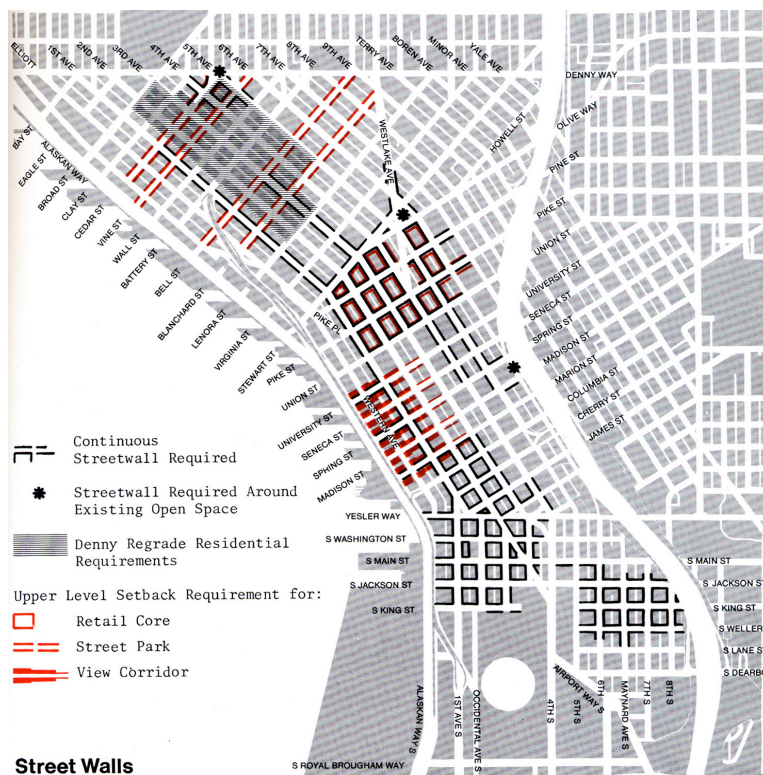 ELLIOTT
1ST AVE
2ND AVE
3RD AVE
4TH AVE
5TH AVE
6TH AVE
7TH AVE
8TH AVE
9TH AVE
TERRY AVE
BOREN AVE
MINOR AVE
YALE AVE
DENNY WAY
WESTLAKE AVE
HOWELL ST
OLIVE WAY
PINE ST
PIKE ST
UNION ST
UNIVERSITY ST
SENECA ST
SPRING ST
MADISON ST
MARION ST
COLUMBIA ST
CHERRY ST
JAMES ST
BAY ST
EAGLE ST
ALASKAN WAY
BROAD ST
CLAY ST
CEDAR ST
VINE ST
WALL ST
BATTERY ST
BELL ST
BLANCHARD ST
LENORA ST
VIRGINIA ST
STEWART ST
PIKE PL
PIKE ST
UNION ST
WESTERN AVE
UNIVERSITY ST
SENECA ST
SPHING ST
MADISON ST
YESLER WAY
S WASHINGTON ST
S MAIN ST
S JACKSON ST
S KING ST
S MAIN ST
S JACKSON ST
S KING ST
S WELLER
S LANE ST
S DEARBO
ALASKAN WAY S
1ST AVE S
OCCIDENTAL AVE S
4TH S
AIRPORT WAY S
5TH S
6TH
MAYNARD AVE S
7TH S
8TH S
S ROYAL BROUGHAM WAY
Continuous
Streetwall Required
Streetwall Required Around
Existing Open Space
Denny Regrade Residential
Requirements
Upper Level Setback Requirement for:
Retail Core
Street Park
View Corridor
Street Walls